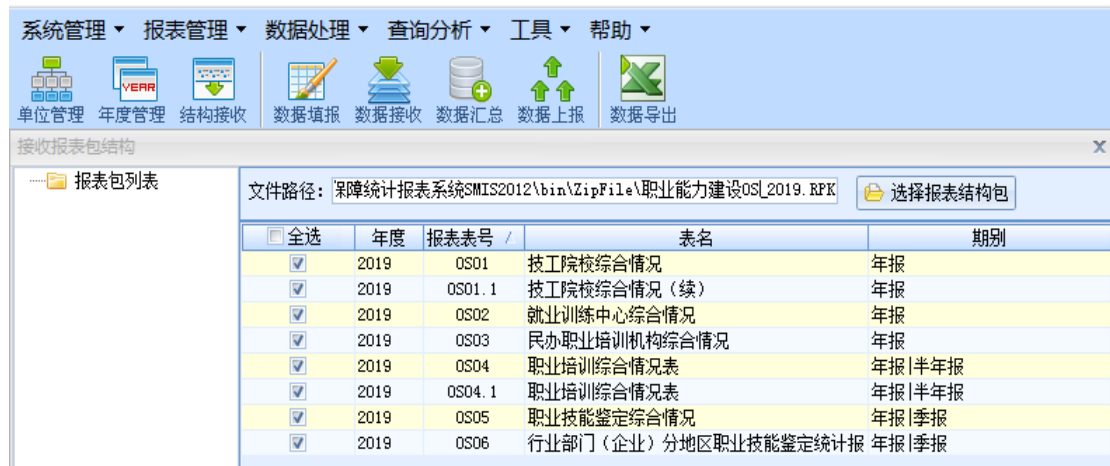 系统管理 报表管理 数据处理 查询分析 工具 帮助
YEAR
单位管理 年度管理 结构接收 数据填报 数据接收 数据汇总 数据上报 数据导出
接收报表包结构 X
报表包列表
文件路径： 保障统计报表系统SMIS2012\bin\ZipFile\职业能力建设OS_2019.RPK 选择报表结构包
全选 年度 报表表号 表名 期别
2019 OS01 技工院校综合情况 年报
2019 OS01.1 技工院校综合情况（续） 年报
2019 OS02 就业训练中心综合情况 年报
2019 OS03 民办职业培训机构综合情况 年报
2019 OS04 职业培训综合情况表 年报|半年报
2019 OS04.1 职业培训综合情况表 年报|半年报
2019 OS05 职业技能鉴定综合情况 年报|季报
2019 OS06 行业部门（企业）分地区职业技能鉴定统计报 年报|季报